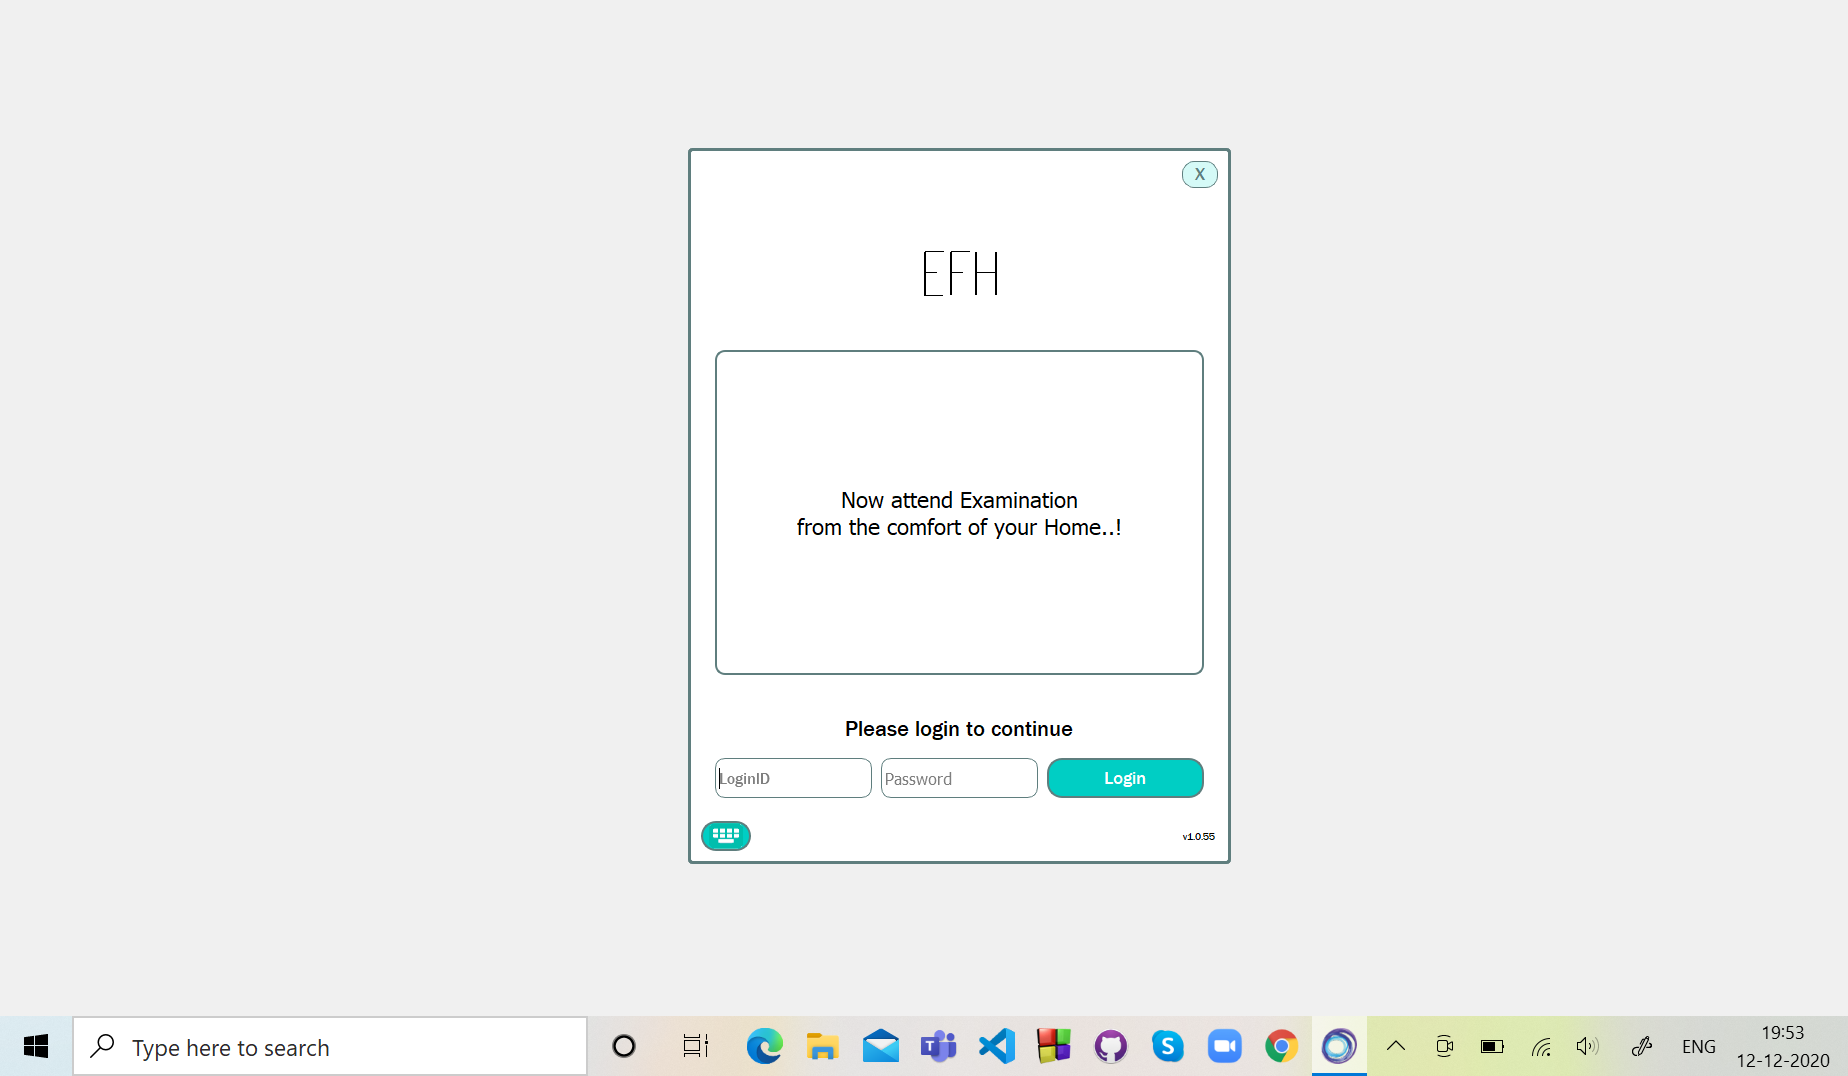 X
EFH
Now attend Examination
from the comfort of your Home..!
Please login to continue
LoginID
Password
Login
v1.0.55
Type here to search
ENG
19:53
12-12-2020